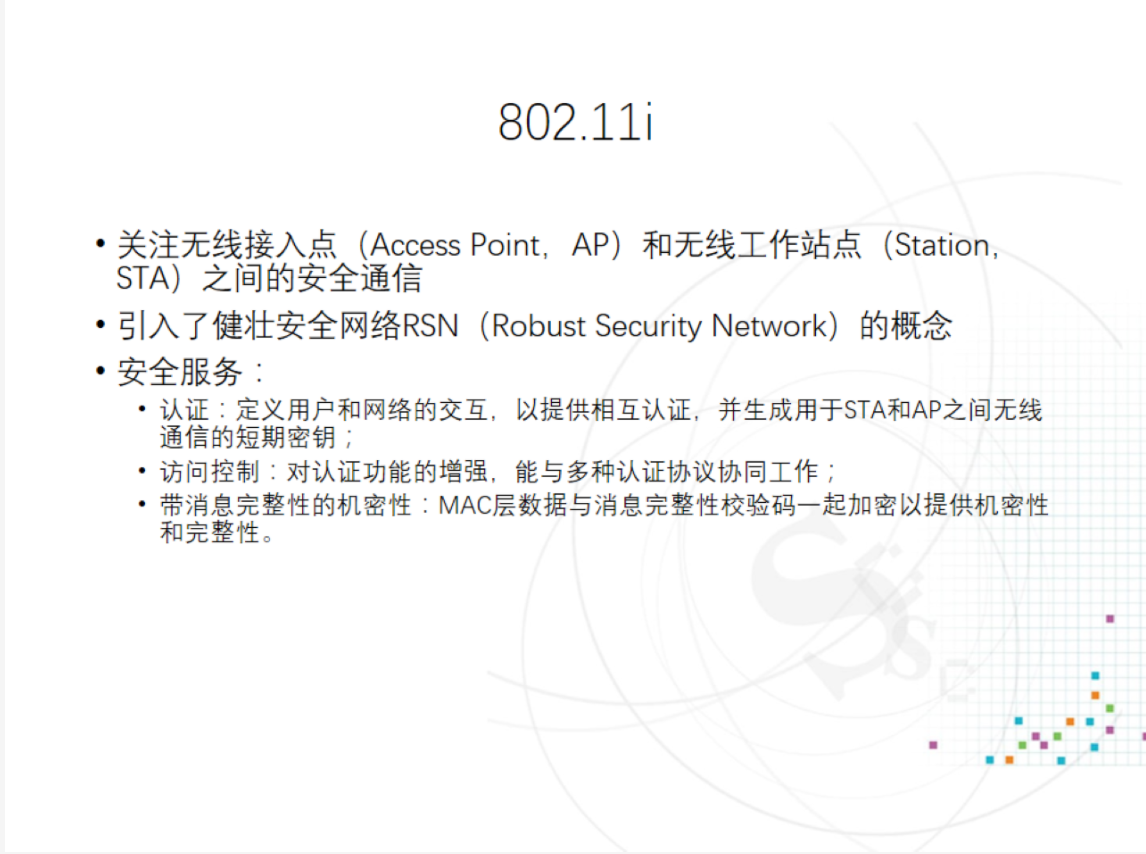 802.11i
• 关注无线接入点（Access Point，AP）和无线工作站点（Station,
STA）之间的安全通信
• 引入了健壮安全网络RSN（Robust Security Network）的概念
• 安全服务：
• 认证：定义用户和网络的交互，以提供相互认证，并生成用于STA和AP之间无线
通信的短期密钥；
• 访问控制：对认证功能的增强，能与多种认证协议协同工作；
• 带消息完整性的机密性：MAC层数据与消息完整性校验码一起加密以提供机密性
和完整性。